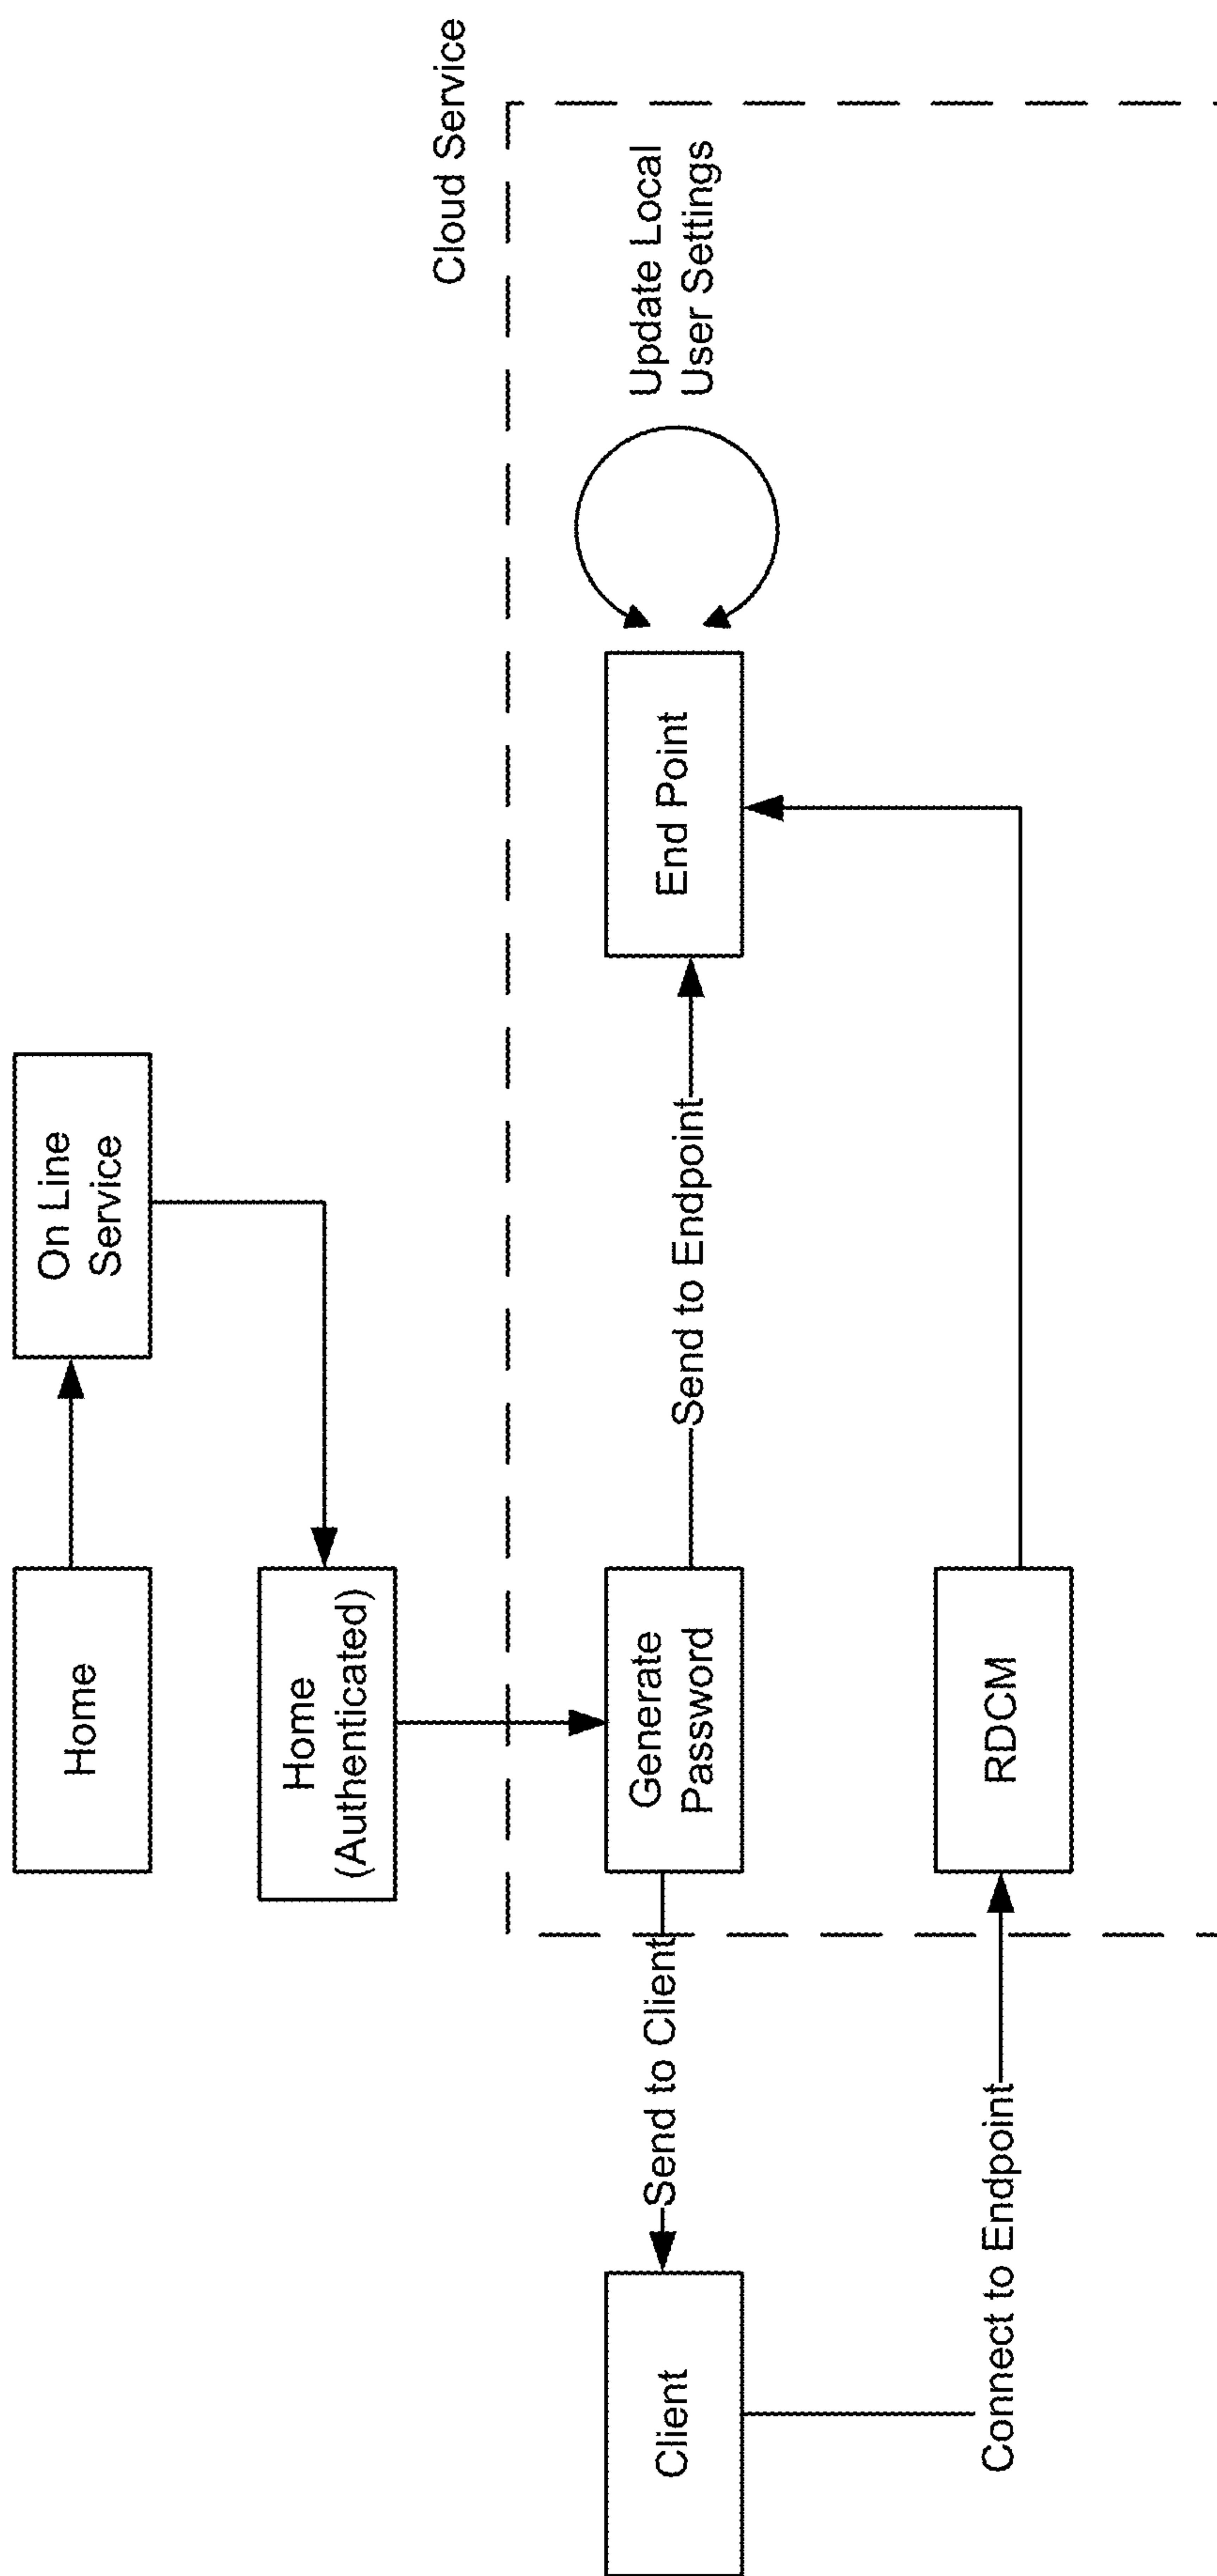 Home
On Line
Service
Home
(Authenticated)
Cloud Service
Client
Send to Client
Generate
Password
Send to Endpoint
End Point
Update Local
User Settings
Connect to Endpoint
RDCM